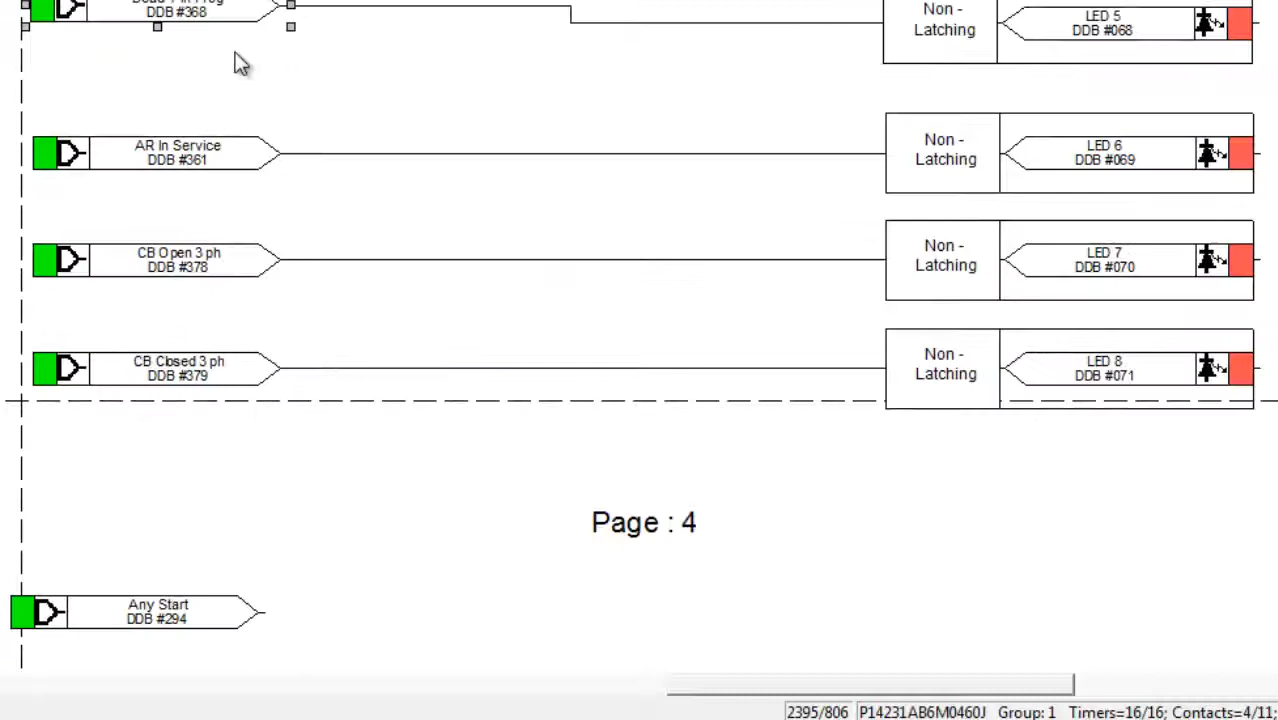 DDB #368
LED 5
DDB #068
Non -
Latching
AR In Service
DDB #361
Non -
Latching
LED 6
DDB #069
CB Open 3 ph
DDB #378
Non -
Latching
LED 7
DDB #070
CB Closed 3 ph
DDB #379
Non -
Latching
LED 8
DDB #071
Page : 4
Any Start
DDB #294
2395/806 P14231AB6M0460J Group: 1 Timers=16/16; Contacts=4/11;